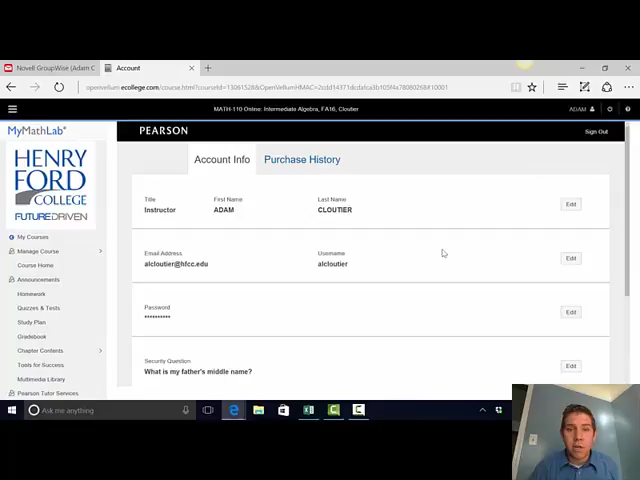 Novell GroupWise (Adam C
Account
openvellum.ecollege.com
MATH-110 Online: Intermediate Algebra, FA16, Cloutier
ADAM
MyMathLab®
PEARSON
Sign Out
HENRY
FORD
COLLEGE
FUTURE DRIVEN
Account Info
Purchase History
Title
First Name
Last Name
Instructor
ADAM
CLOUTIER
Edit
Email Address
Username
alcloutier@hfcc.edu
alcloutier
Edit
Password
**********
Edit
Security Question
What is my father's middle name?
Edit
My Courses
Manage Course
Course Home
Announcements
Homework
Quizzes & Tests
Study Plan
Gradebook
Chapter Contents
Tools for Success
Multimedia Library
Pearson Tutor Services
Ask me anything